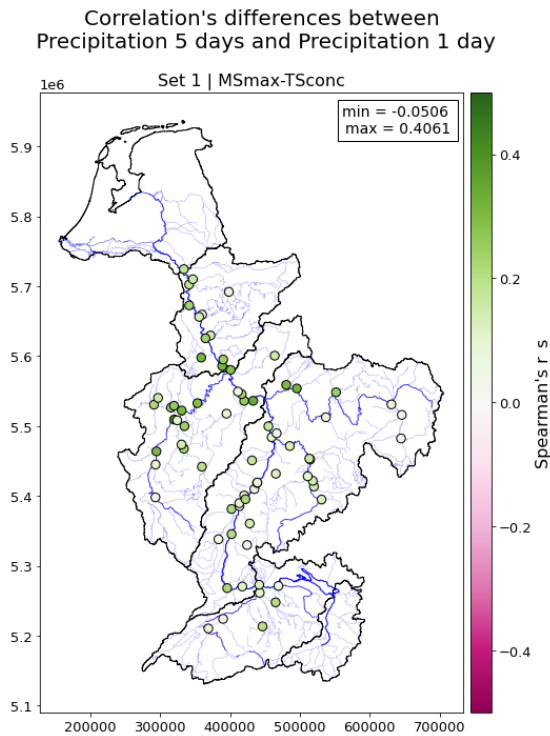 Correlation's differences between
Precipitation 5 days and Precipitation 1 day
Set 1 | MSmax-TSconc
1e6
min = -0.0506
max = 0.4061
5.9
5.8
5.7
5.6
5.5
5.4
5.3
5.2
5.1
100000 200000 300000 400000 500000 600000 700000
0.4
0.2
0.0
−0.2
−0.4
Spearman's r s